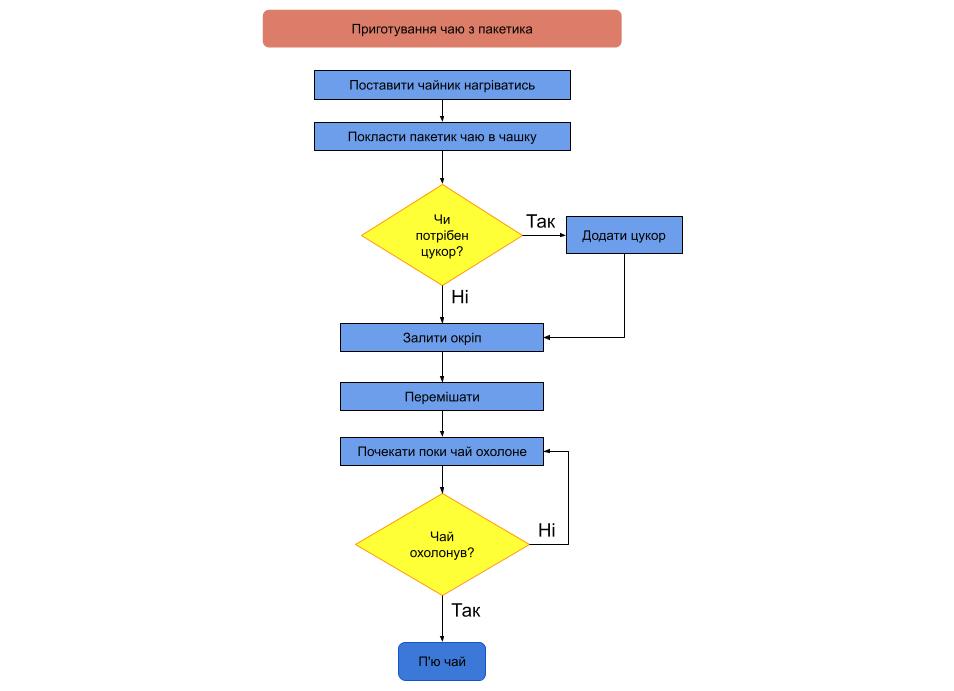 Приготування чаю з пакетика
Поставити чайник нагріватись
Покласти пакетик чаю в чашку
Чи
потрібен
цукор?
Так
Додати цукор
Ні
Залити окріп
Перемішати
Почекати поки чай охолоне
Чай
охолонув?
Ні
Так
П'ю чай